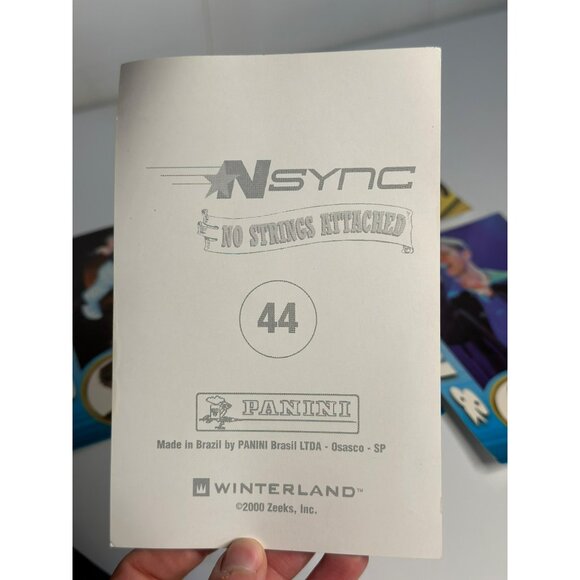 NSYNC
NO STRINGS ATTACHED
44
PANINI
Made in Brazil by PANINI Brasil LTDA - Osasco - SP
WINTERLAND™
©2000 Zeeks, Inc.